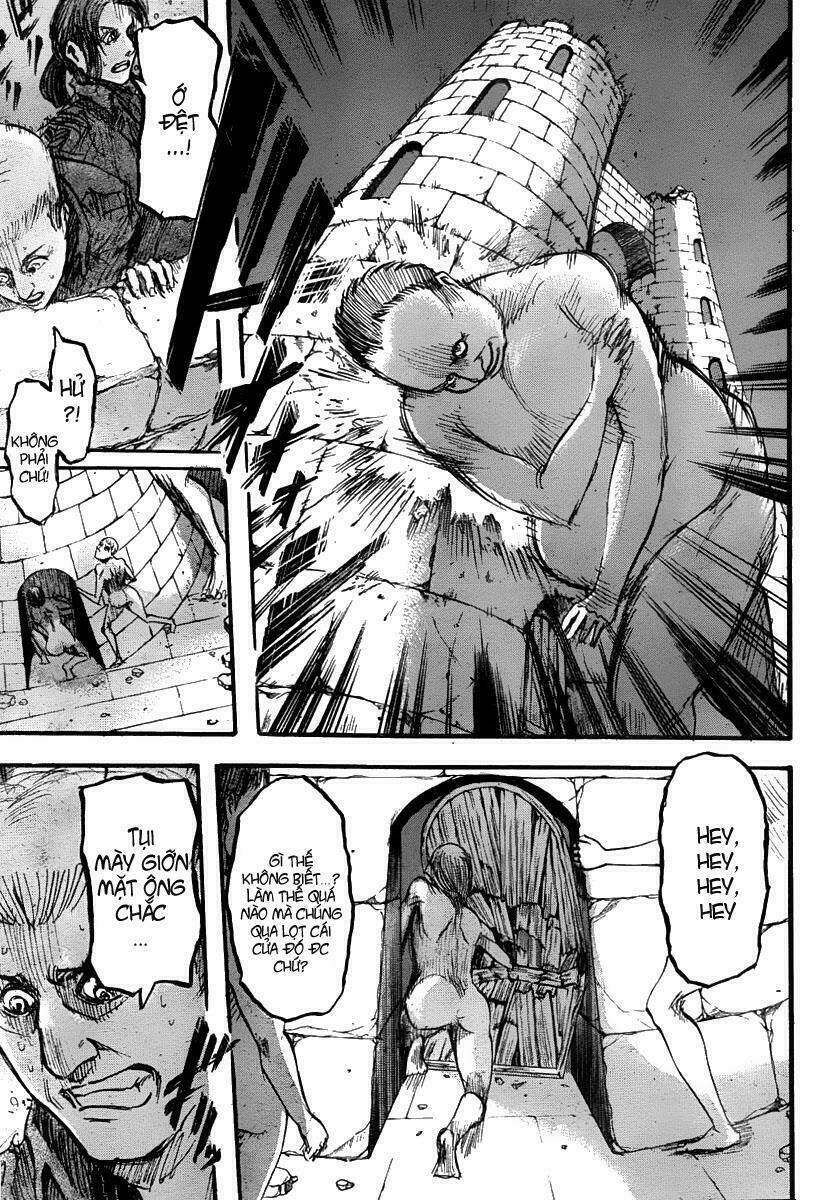 Ớ
ĐỆT
...!
HỬ
?!
KHÔNG
PHẢI
CHỨ!
HEY,
HEY,
HEY,
HEY
GÌ THẾ
KHÔNG BIẾT...?
LÀM THẾ QUÁ
NÀO MÀ CHÚNG
QUA LỌT CÁI
CỬA ĐÓ ĐC
CHỨ?
TUI
MÀY GIỠN
MẶT ÔNG
CHẮC
...